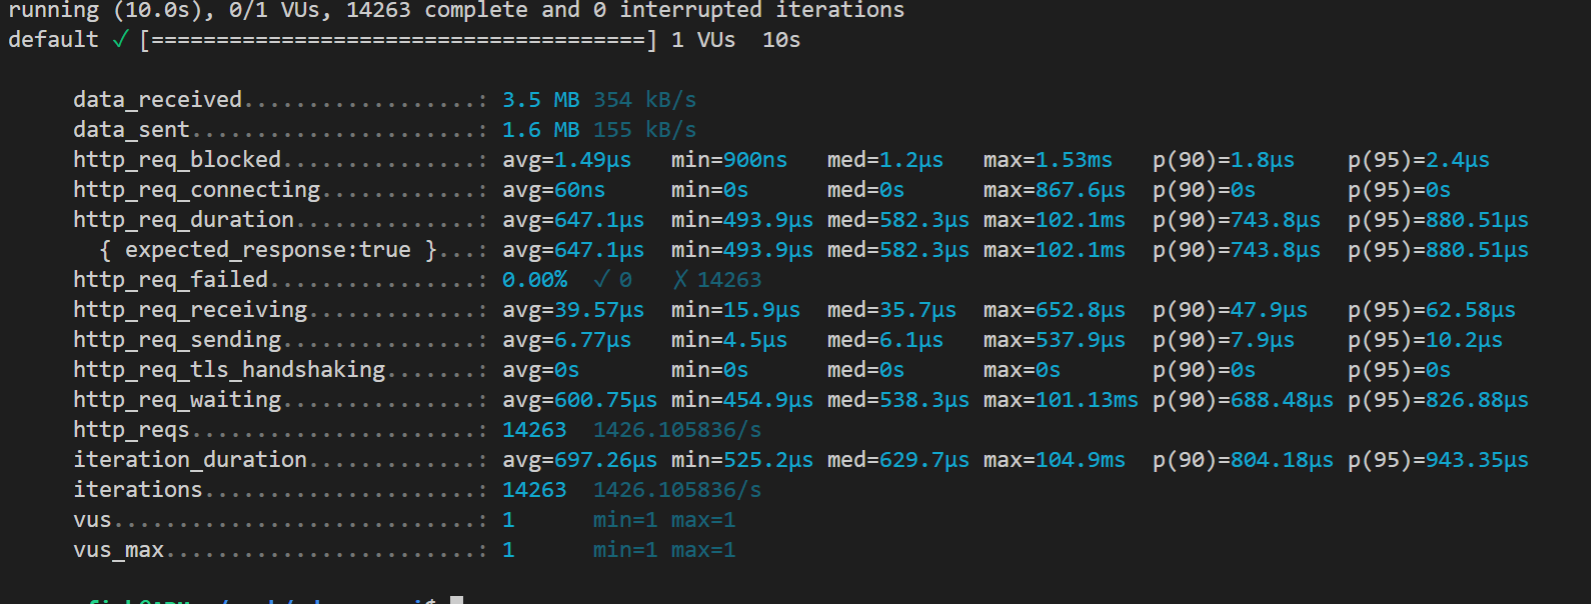 running (10.0s), 0/1 VUs, 14263 complete and 0 interrupted iterations
default ✓ [======================================] 1 VUs  10s
data_received..................: 3.5 MB 354 kB/s
data_sent......................: 1.6 MB 155 kB/s
http_req_blocked...............: avg=1.49µs   min=900ns   med=1.2µs   max=1.53ms   p(90)=1.8µs    p(95)=2.4µs
http_req_connecting............: avg=60ns     min=0s      med=0s      max=867.6µs  p(90)=0s       p(95)=0s
http_req_duration..............: avg=647.1µs  min=493.9µs med=582.3µs max=102.1ms  p(90)=743.8µs  p(95)=880.51µs
{ expected_response:true }...: avg=647.1µs  min=493.9µs med=582.3µs max=102.1ms  p(90)=743.8µs  p(95)=880.51µs
http_req_failed................: 0.00%  ✓ 0    ✗ 14263
http_req_receiving.............: avg=39.57µs  min=15.9µs  med=35.7µs  max=652.8µs  p(90)=47.9µs   p(95)=62.58µs
http_req_sending...............: avg=6.77µs   min=4.5µs   med=6.1µs   max=537.9µs  p(90)=7.9µs    p(95)=10.2µs
http_req_tls_handshaking.......: avg=0s       min=0s      med=0s      max=0s       p(90)=0s       p(95)=0s
http_req_waiting...............: avg=600.75µs min=454.9µs med=538.3µs max=101.13ms p(90)=688.48µs p(95)=826.88µs
http_reqs......................: 14263  1426.105836/s
iteration_duration.............: avg=697.26µs min=525.2µs med=629.7µs max=104.9ms  p(90)=804.18µs p(95)=943.35µs
iterations.....................: 14263  1426.105836/s
vus............................: 1      min=1 max=1
vus_max........................: 1      min=1 max=1